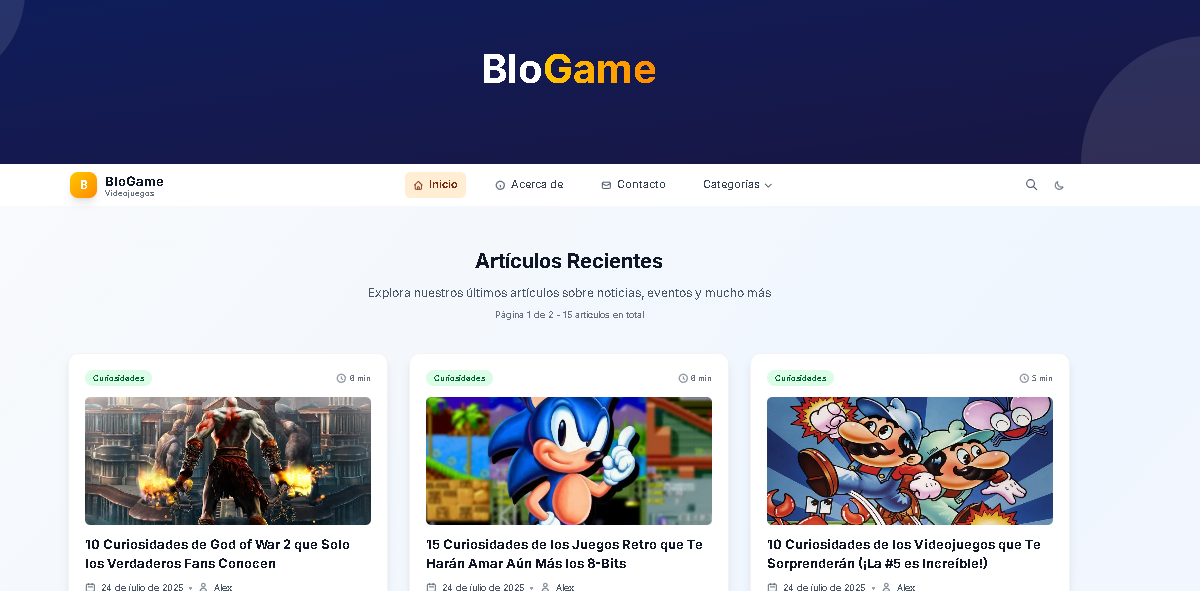 BloGame
B
BloGame
Videojuegos
Inicio
Acerca de
Contacto
Categorías
Artículos Recientes
Explora nuestros últimos artículos sobre noticias, eventos y mucho más
Página 1 de 2 - 15 artículos en total
Curiosidades
6 min
10 Curiosidades de God of War 2 que Solo
los Verdaderos Fans Conocen
24 de julio de 2025 • Alex
Curiosidades
6 min
15 Curiosidades de los Juegos Retro que Te
Harán Amar Aún Más los 8-Bits
24 de julio de 2025 • Alex
Curiosidades
5 min
10 Curiosidades de los Videojuegos que Te
Sorprenderán (¡La #5 es Increíble!)
24 de julio de 2025 • Alex